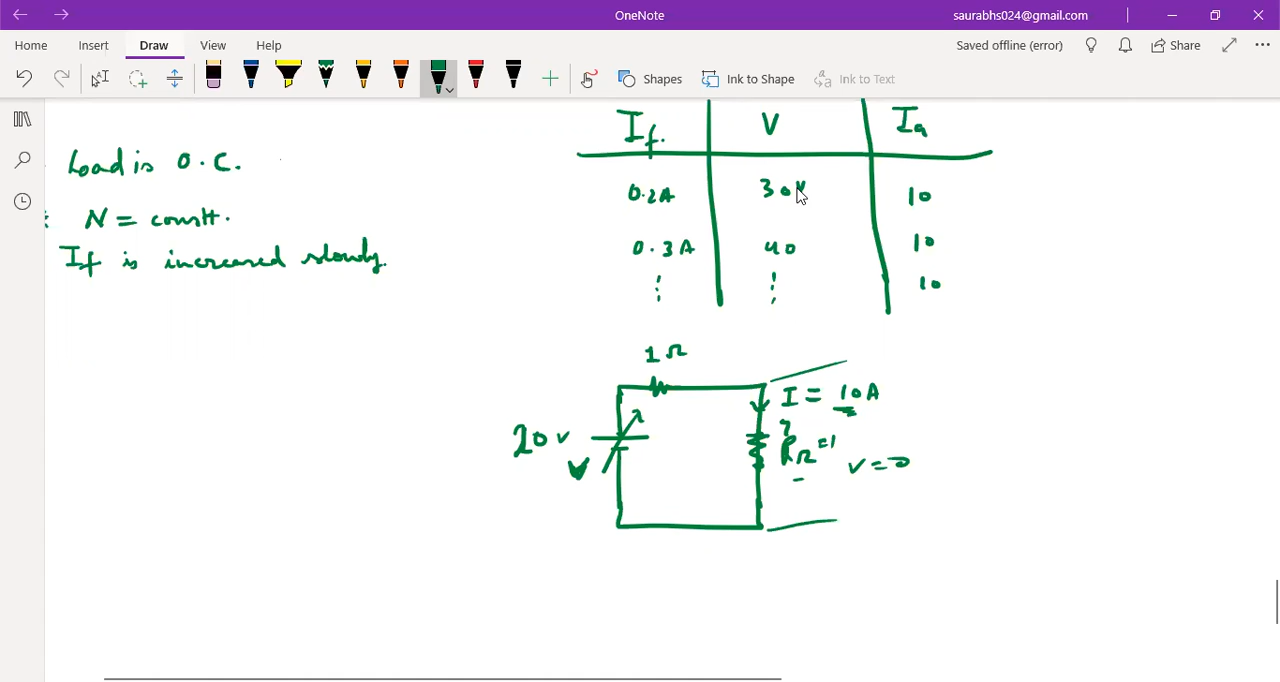 OneNote
saurabhs024@gmail.com
Home Insert Draw View Help
Saved offline (error) Share
Shapes Ink to Shape Ink to Text
If. V Ia
Load is O.C.
0.2A 30V 10
N = constt.
0.3A 40 10
If is increased slowly.
10
1Ω
I = 10A
20V
R =1
V =